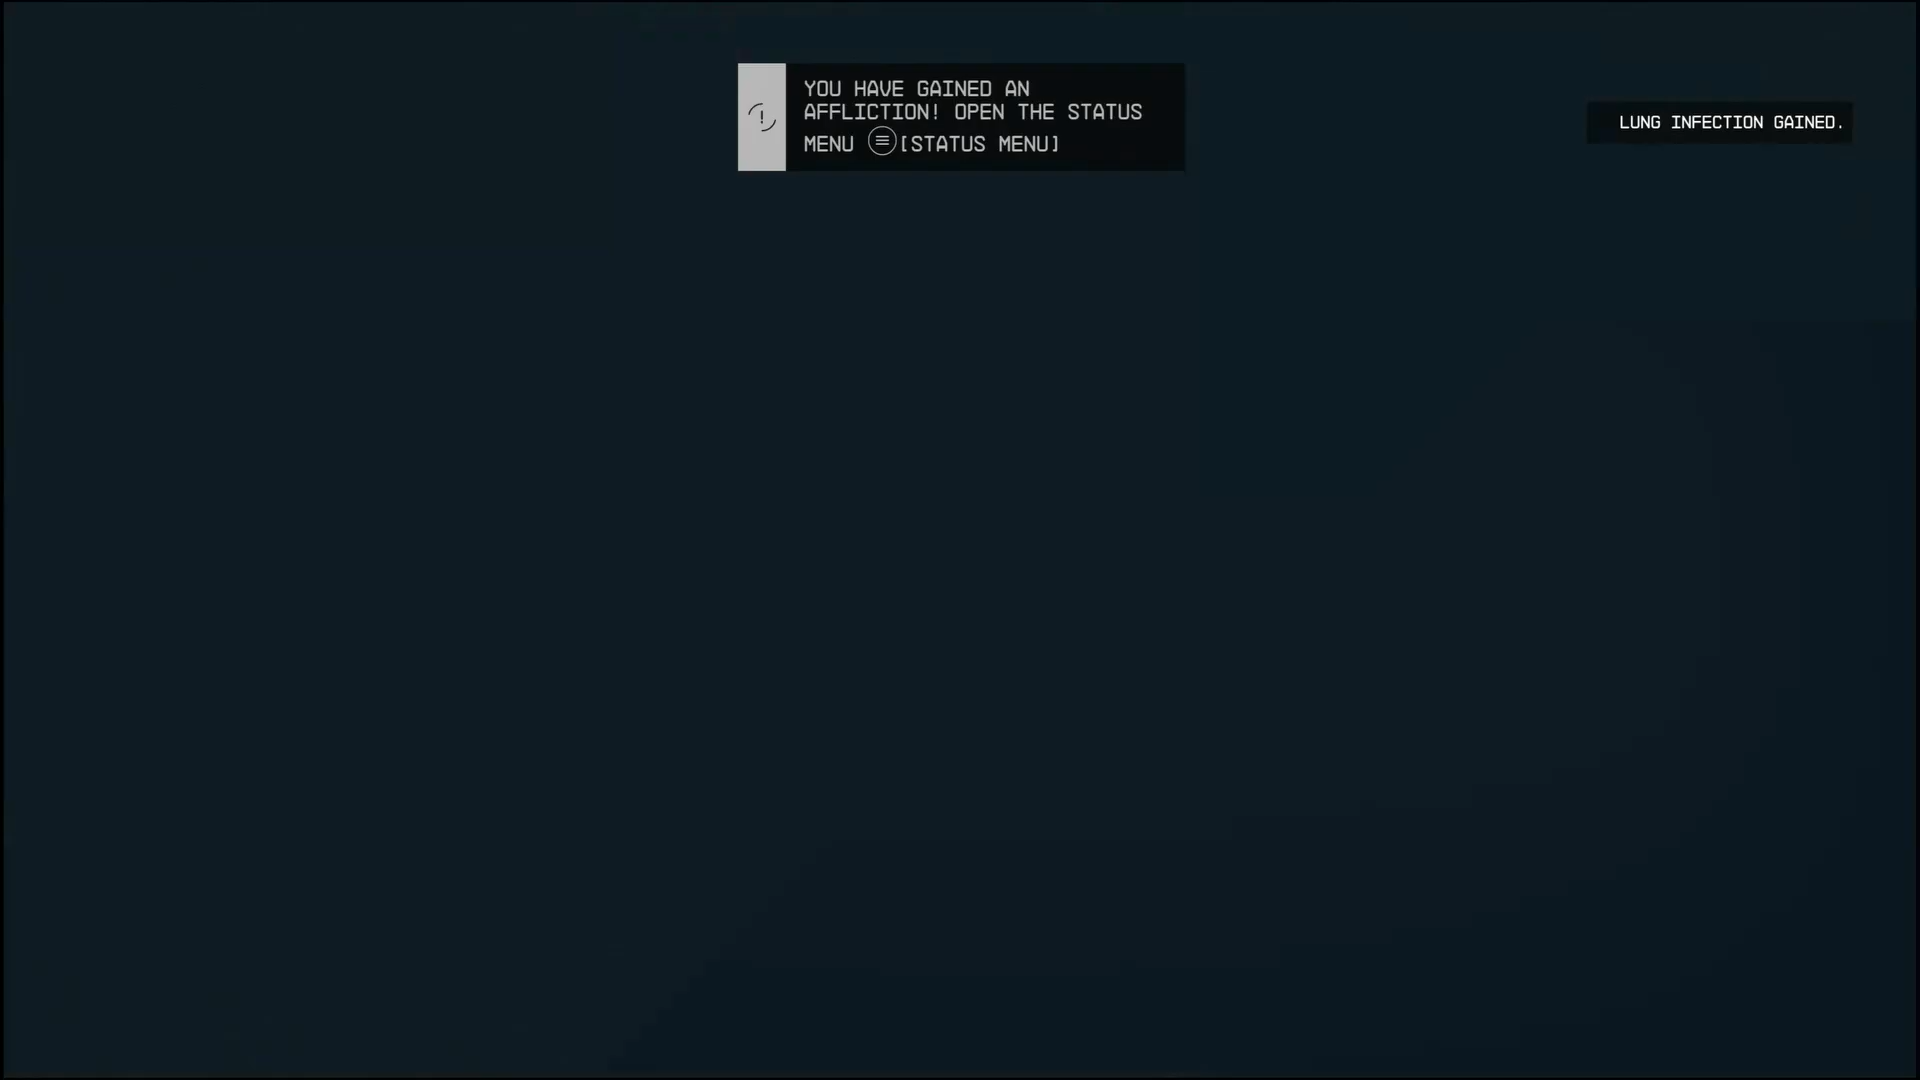 YOU HAVE GAINED AN
AFFLICTION! OPEN THE STATUS
MENU [STATUS MENU]
LUNG INFECTION GAINED.